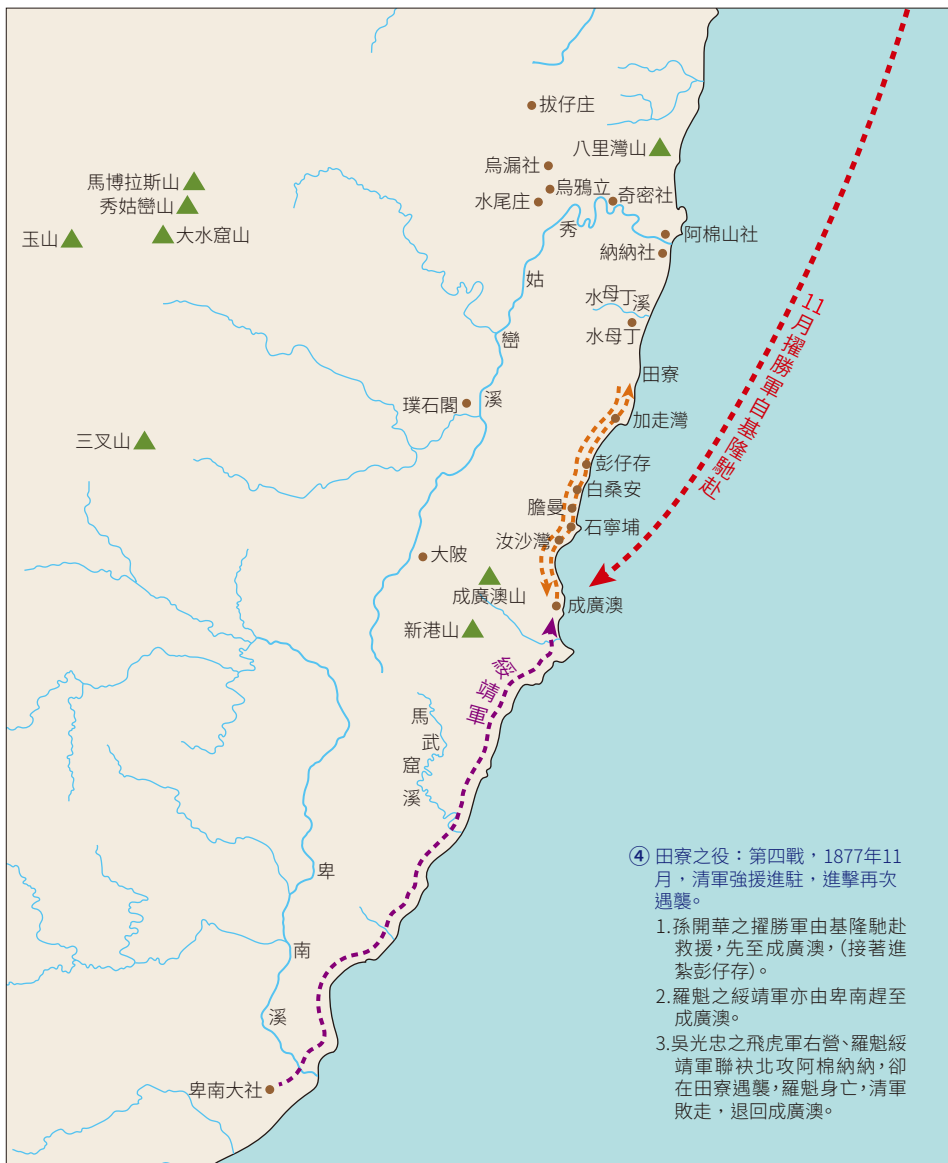 拔仔庄
八里灣山
烏漏社
馬博拉斯山
烏鴉立
奇密社
秀姑巒山
水尾庄
玉山
大水窟山
秀姑巒溪
阿棉山社
納納社
水母丁溪
水母丁
11月擢勝軍自基隆馳赴
田寮
璞石閣
加走灣
三叉山
彭仔存
白桑安
膽曼
石寧埔
汝沙灣
大陂
成廣澳山
成廣澳
新港山
綏靖軍
馬武窟溪
卑南溪
卑南大社
④ 田寮之役：第四戰，1877年11
月，清軍強援進駐，進擊再次
遇襲。
1.孫開華之擢勝軍由基隆馳赴
救援，先至成廣澳，(接著進
紮彭仔存)。
2.羅魁之綏靖軍亦由卑南趕至
成廣澳。
3.吳光忠之飛虎軍右營、羅魁綏
靖軍聯袂北攻阿棉納納，卻
在田寮遇襲，羅魁身亡，清軍
敗走，退回成廣澳。